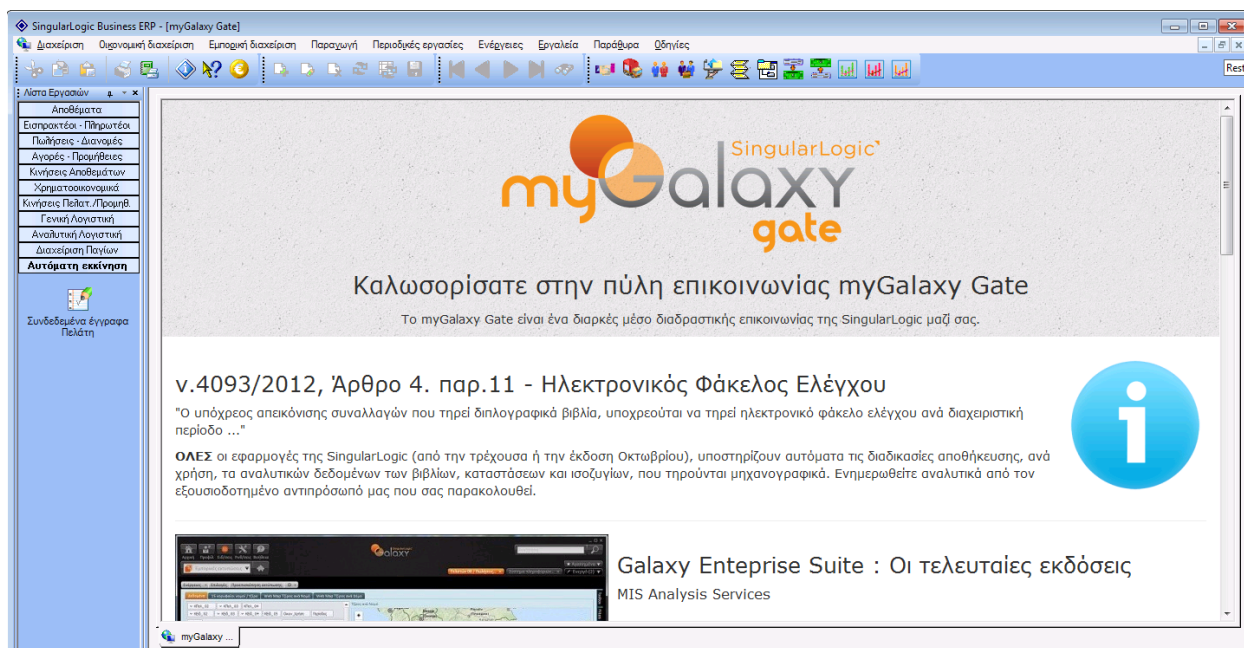 SingularLogic Business ERP - [myGalaxy Gate]
Διαχείριση Οικονομική διαχείριση Εμπορική διαχείριση Παραγωγή Περιοδικές εργασίες Ενέργειες Εργαλεία Παράθυρα Οδηγίες
Rest
Λίστα Εργασιών
Αποθέματα
Εισπρακτέοι - Πληρωτέοι
Πωλήσεις - Διανομές
Αγορές - Προμήθειες
Κινήσεις Αποθεμάτων
Χρηματοοικονομικά
Κινήσεις Πελατ./Προμηθ.
Γενική Λογιστική
Αναλυτική Λογιστική
Διαχείριση Παγίων
Αυτόματη εκκίνηση
Συνδεδεμένα έγγραφα
Πελάτη
SingularLogic
myGalaxy
gate
Καλωσορίσατε στην πύλη επικοινωνίας myGalaxy Gate
Το myGalaxy Gate είναι ένα διαρκές μέσο διαδραστικής επικοινωνίας της SingularLogic μαζί σας.
ν.4093/2012, Άρθρο 4. παρ.11 - Ηλεκτρονικός Φάκελος Ελέγχου
"Ο υπόχρεος απεικόνισης συναλλαγών που τηρεί διπλογραφικά βιβλία, υποχρεούται να τηρεί ηλεκτρονικό φάκελο ελέγχου ανά διαχειριστική
περίοδο ..."
ΟΛΕΣ οι εφαρμογές της SingularLogic (από την τρέχουσα ή την έκδοση Οκτωβρίου), υποστηρίζουν αυτόματα τις διαδικασίες αποθήκευσης, ανά
χρήση, τα αναλυτικών δεδομένων των βιβλίων, καταστάσεων και ισοζυγίων, που τηρούνται μηχανογραφικά. Ενημερωθείτε αναλυτικά από τον
εξουσιοδοτημένο αντιπρόσωπό μας που σας παρακολουθεί.
Galaxy
Galaxy Enteprise Suite : Οι τελευταίες εκδόσεις
MIS Analysis Services
myGalaxy ...